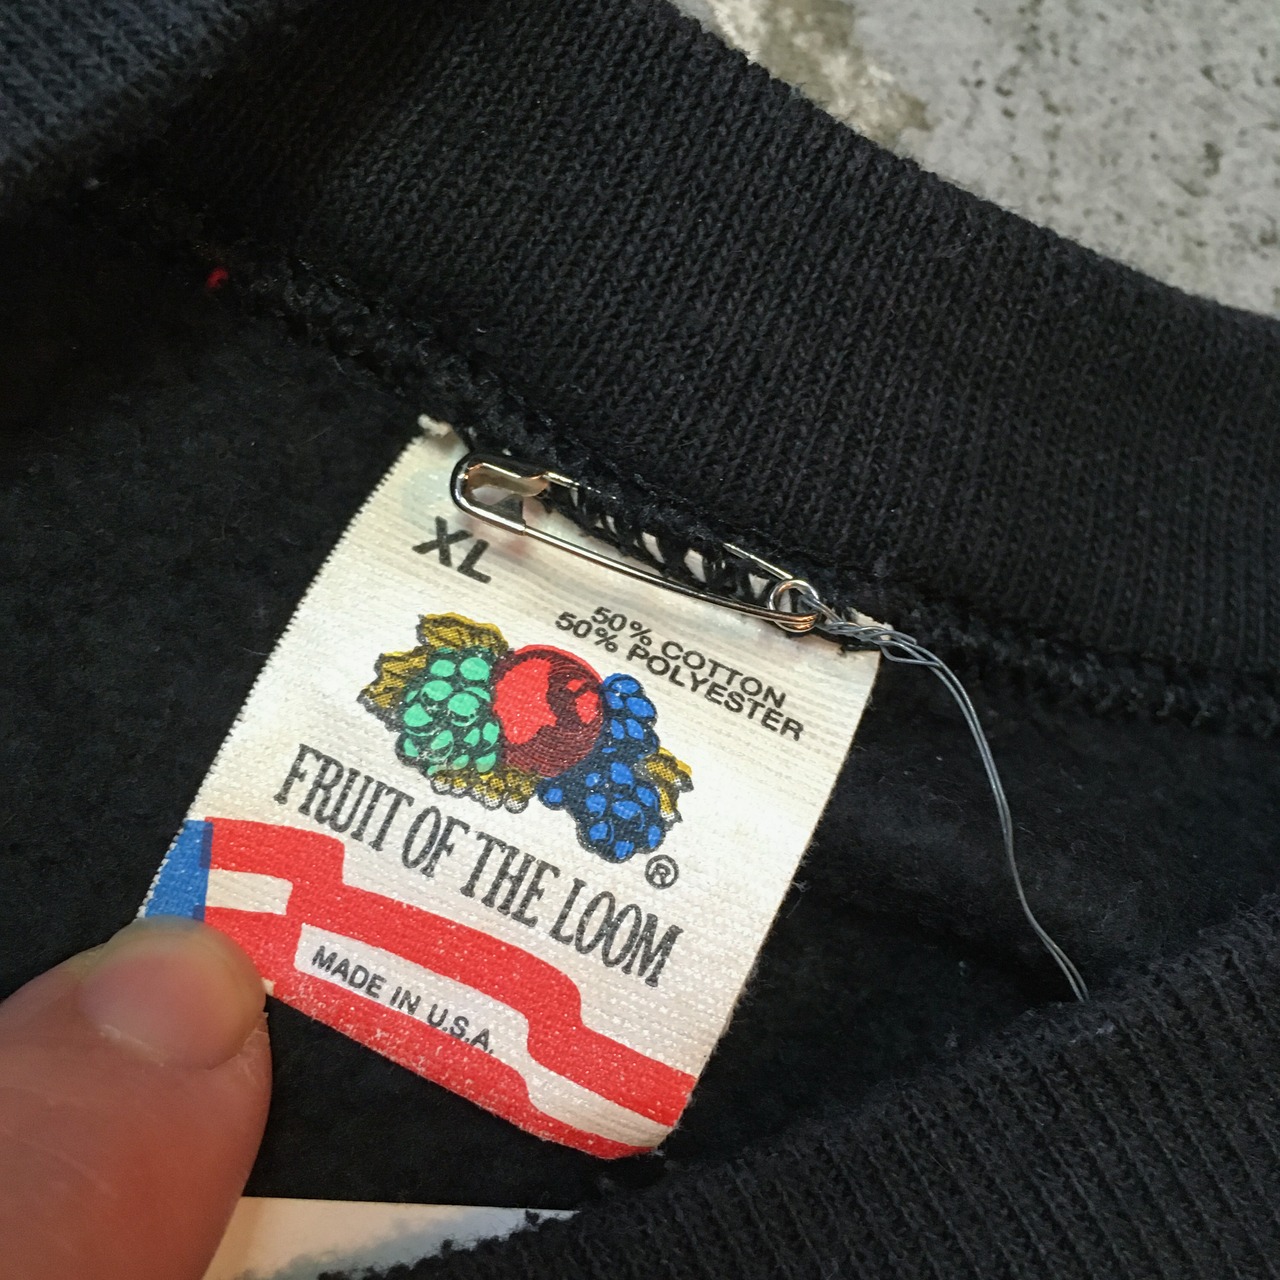 XL
50% COTTON
50% POLYESTER
FRUIT OF THE LOOM
®
MADE IN U.S.A.